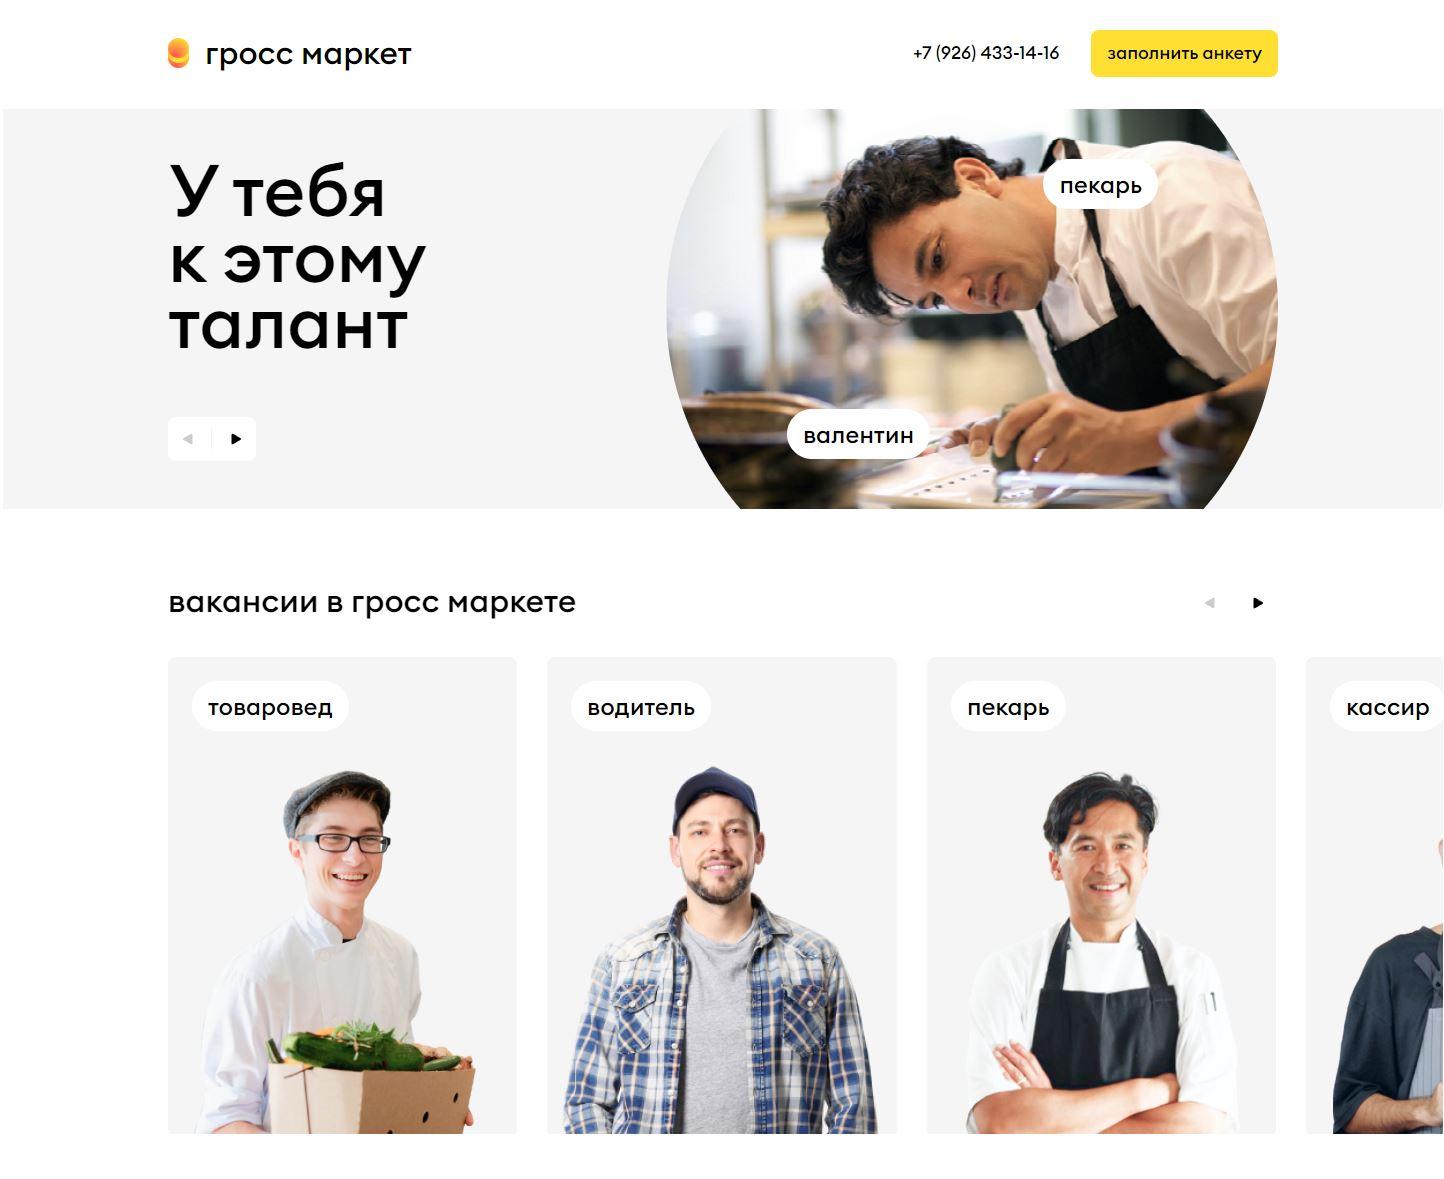 гросс маркет
+7 (926) 433-14-16
заполнить анкету
У тебя
к этому
талант
пекарь
валентин
вакансии в гросс маркете
товаровед
водитель
пекарь
кассир